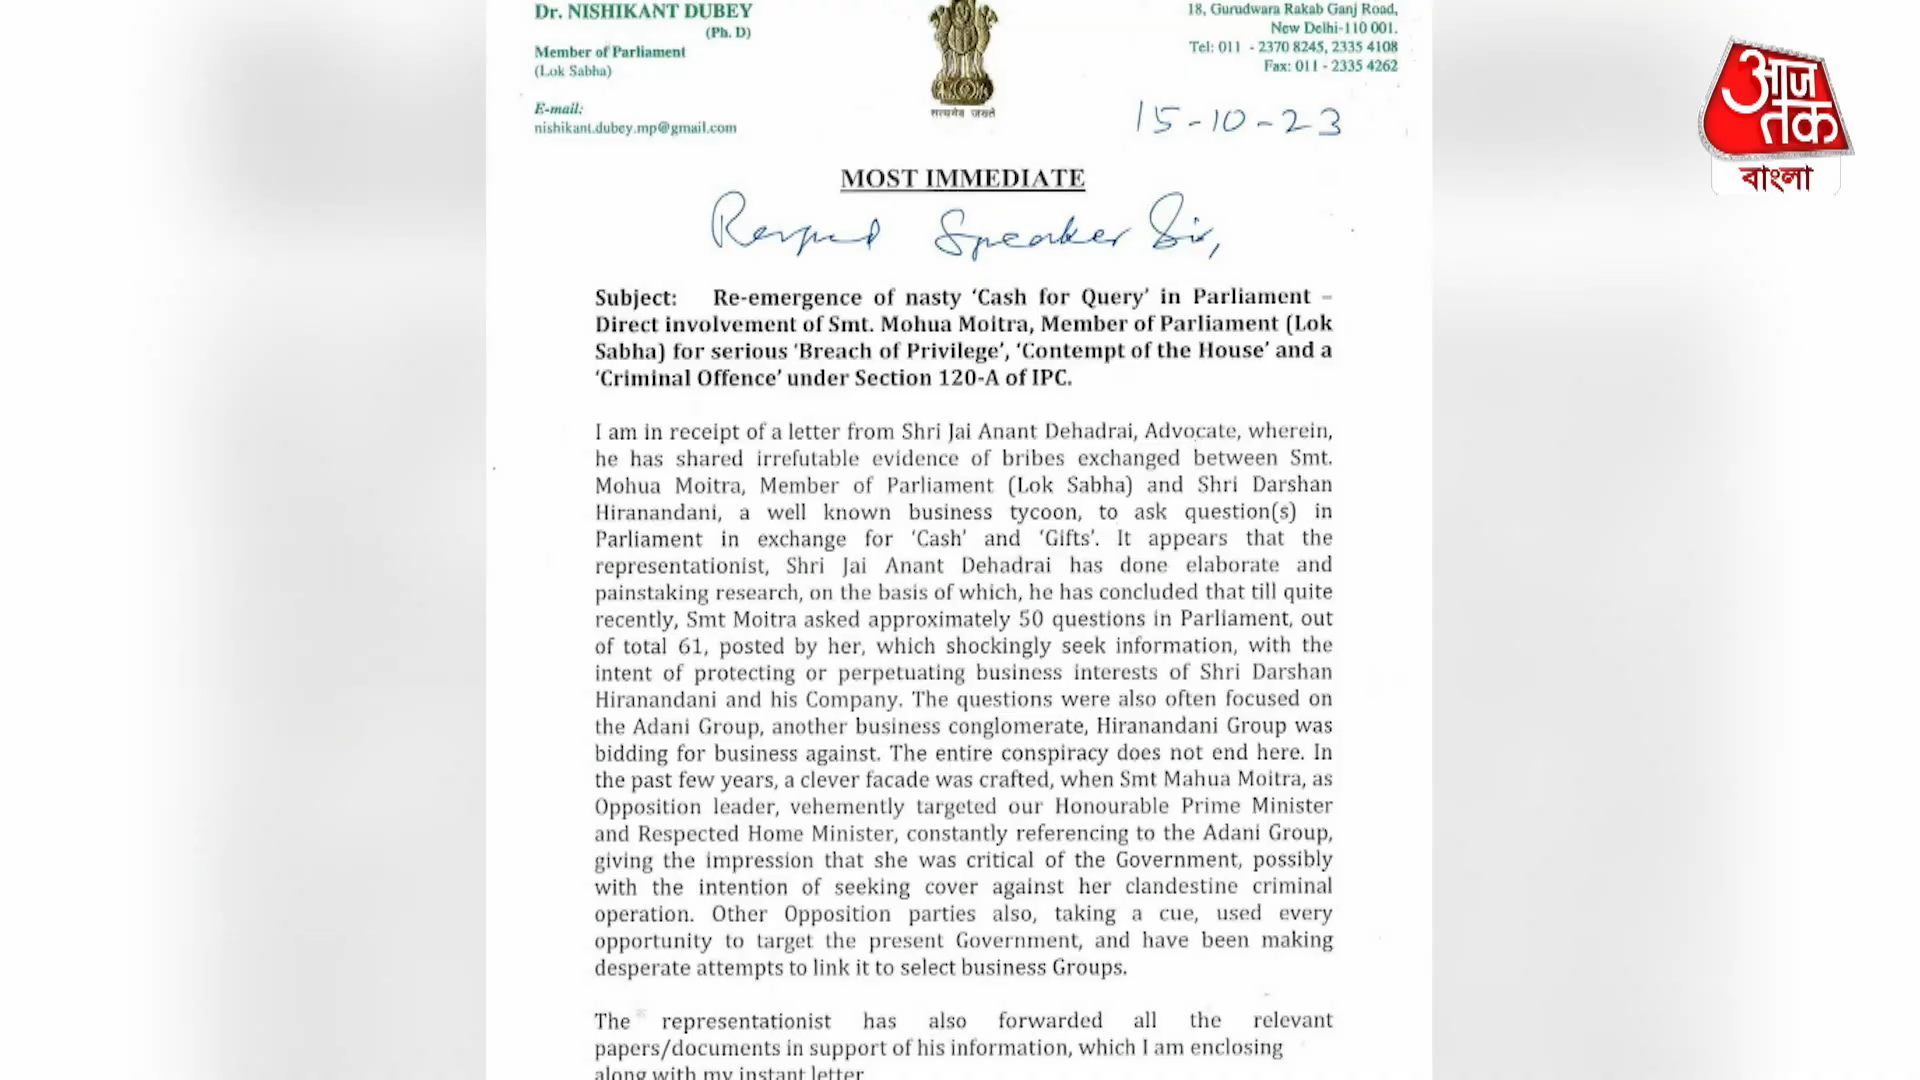 Dr. NISHIKANT DUBEY
(Ph. D)
Member of Parliament
(Lok Sabha)
E-mail:
nishikant.dubey.mp@gmail.com
सत्यमेव जयते
18, Gurudwara Rakab Ganj Road,
New Delhi-110 001.
Tel: 011 - 2370 8245, 2335 4108
Fax: 011 - 2335 4262
15-10-23
आज
तक
বাংলা
MOST IMMEDIATE
Speaker Sir,
Subject: Re-emergence of nasty ‘Cash for Query’ in Parliament –
Direct involvement of Smt. Mohua Moitra, Member of Parliament (Lok
Sabha) for serious ‘Breach of Privilege’, ‘Contempt of the House’ and a
‘Criminal Offence’ under Section 120-A of IPC.
I am in receipt of a letter from Shri Jai Anant Dehadrai, Advocate, wherein,
he has shared irrefutable evidence of bribes exchanged between Smt.
Mohua Moitra, Member of Parliament (Lok Sabha) and Shri Darshan
Hiranandani, a well known business tycoon, to ask question(s) in
Parliament in exchange for ‘Cash’ and ‘Gifts’. It appears that the
representationist, Shri Jai Anant Dehadrai has done elaborate and
painstaking research, on the basis of which, he has concluded that till quite
recently, Smt Moitra asked approximately 50 questions in Parliament, out
of total 61, posted by her, which shockingly seek information, with the
intent of protecting or perpetuating business interests of Shri Darshan
Hiranandani and his Company. The questions were also often focused on
the Adani Group, another business conglomerate, Hiranandani Group was
bidding for business against. The entire conspiracy does not end here. In
the past few years, a clever facade was crafted, when Smt Mahua Moitra, as
Opposition leader, vehemently targeted our Honourable Prime Minister
and Respected Home Minister, constantly referencing to the Adani Group,
giving the impression that she was critical of the Government, possibly
with the intention of seeking cover against her clandestine criminal
operation. Other Opposition parties also, taking a cue, used every
opportunity to target the present Government, and have been making
desperate attempts to link it to select business Groups.
The representationist has also forwarded all the relevant
papers/documents in support of his information, which I am enclosing
along with my instant letter